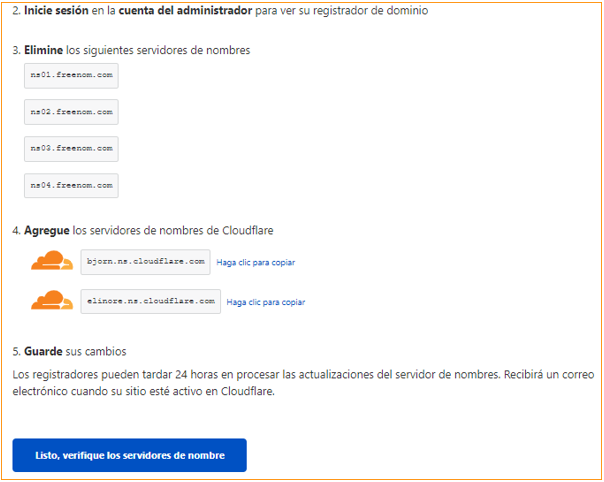 2. Inicie sesión en la cuenta del administrador para ver su registrador de dominio
3. Elimine los siguientes servidores de nombres
ns01.freenom.com
ns02.freenom.com
ns03.freenom.com
ns04.freenom.com
4. Agregue los servidores de nombres de Cloudflare
bjorn.ns.cloudflare.com Haga clic para copiar
elinore.ns.cloudflare.com Haga clic para copiar
5. Guarde sus cambios
Los registradores pueden tardar 24 horas en procesar las actualizaciones del servidor de nombres. Recibirá un correo
electrónico cuando su sitio esté activo en Cloudflare.
Listo, verifique los servidores de nombre